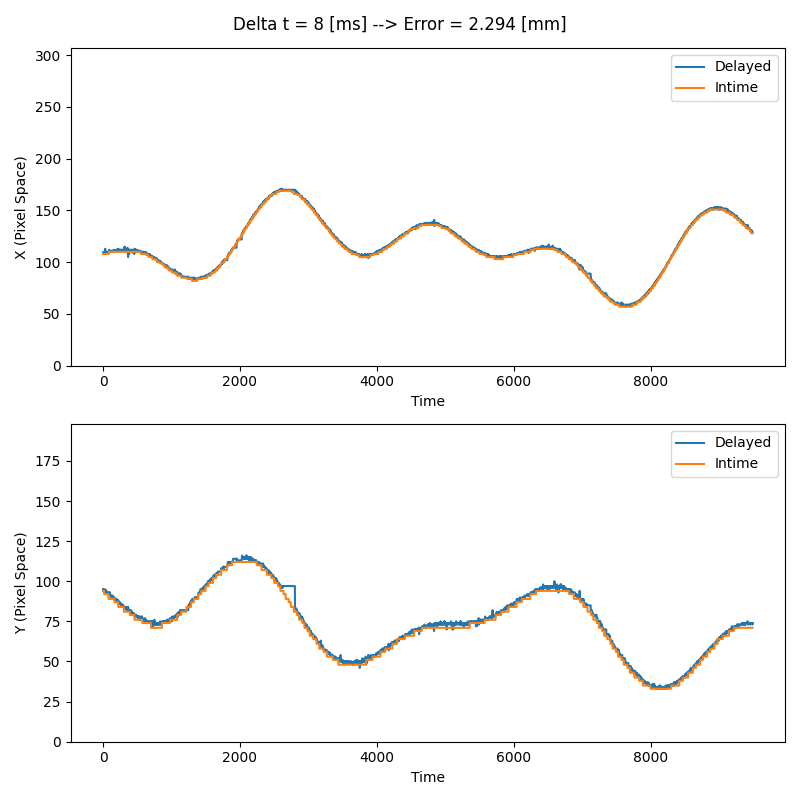 Delta t = 8 [ms] --> Error = 2.294 [mm]
300
250
200
150
100
50
0
X (Pixel Space)
Delayed
Intime
0 2000 4000 6000 8000
Time
175
150
125
100
75
50
25
0
Y (Pixel Space)
Delayed
Intime
0 2000 4000 6000 8000
Time